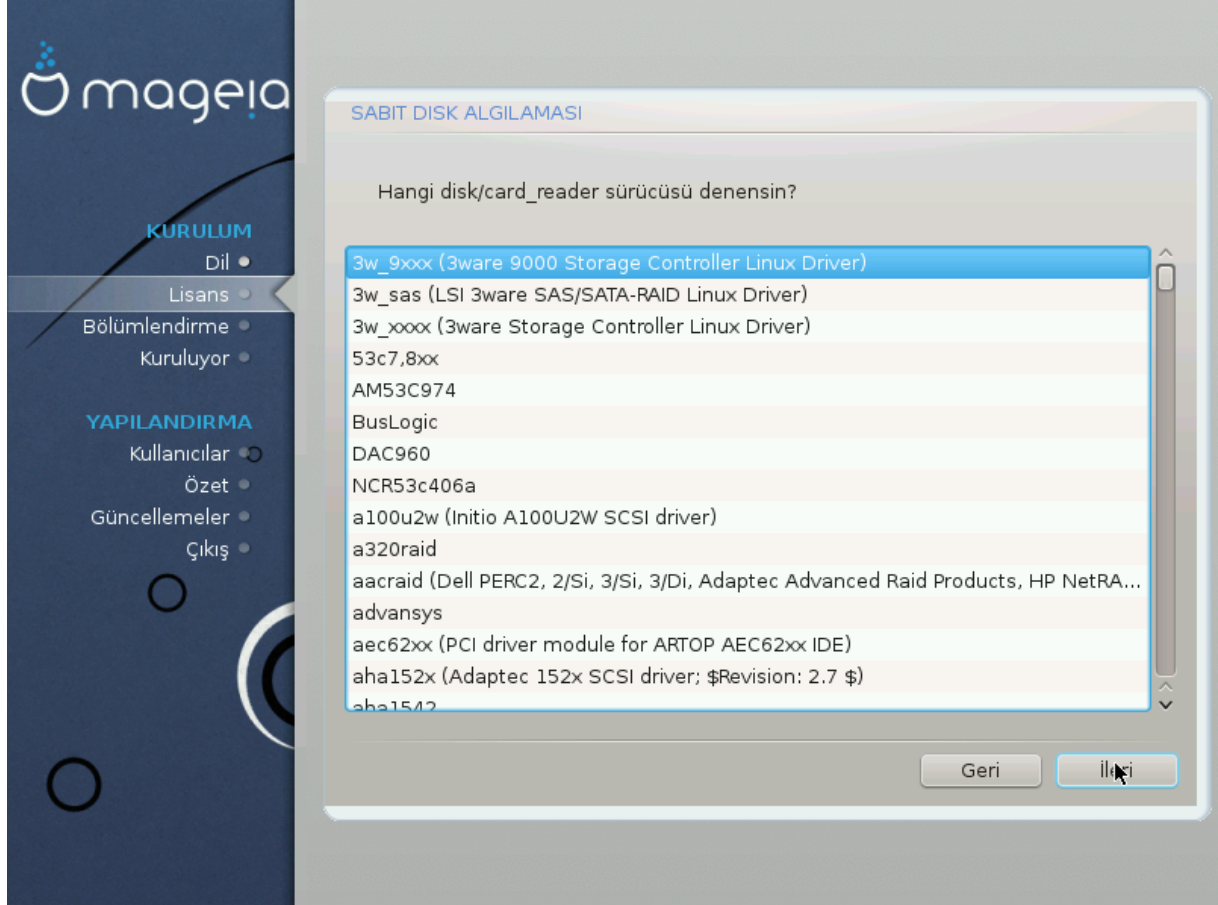 mageia
KURULUM
Dil
Lisans
Bölümlendirme
Kuruluyor
YAPILANDIRMA
Kullanıcılar
Özet
Güncellemeler
Çıkış
SABIT DISK ALGILAMASI
Hangi disk/card_reader sürücüsü denensin?
3w_9xxx (3ware 9000 Storage Controller Linux Driver)
3w_sas (LSI 3ware SAS/SATA-RAID Linux Driver)
3w_xxxx (3ware Storage Controller Linux Driver)
53c7,8xx
AM53C974
BusLogic
DAC960
NCR53c406a
a100u2w (Initio A100U2W SCSI driver)
a320raid
aacraid (Dell PERC2, 2/Si, 3/Si, 3/Di, Adaptec Advanced Raid Products, HP NetRA...
advansys
aec62xx (PCI driver module for ARTOP AEC62xx IDE)
aha152x (Adaptec 152x SCSI driver; $Revision: 2.7 $)
aha1542
Geri
İleri